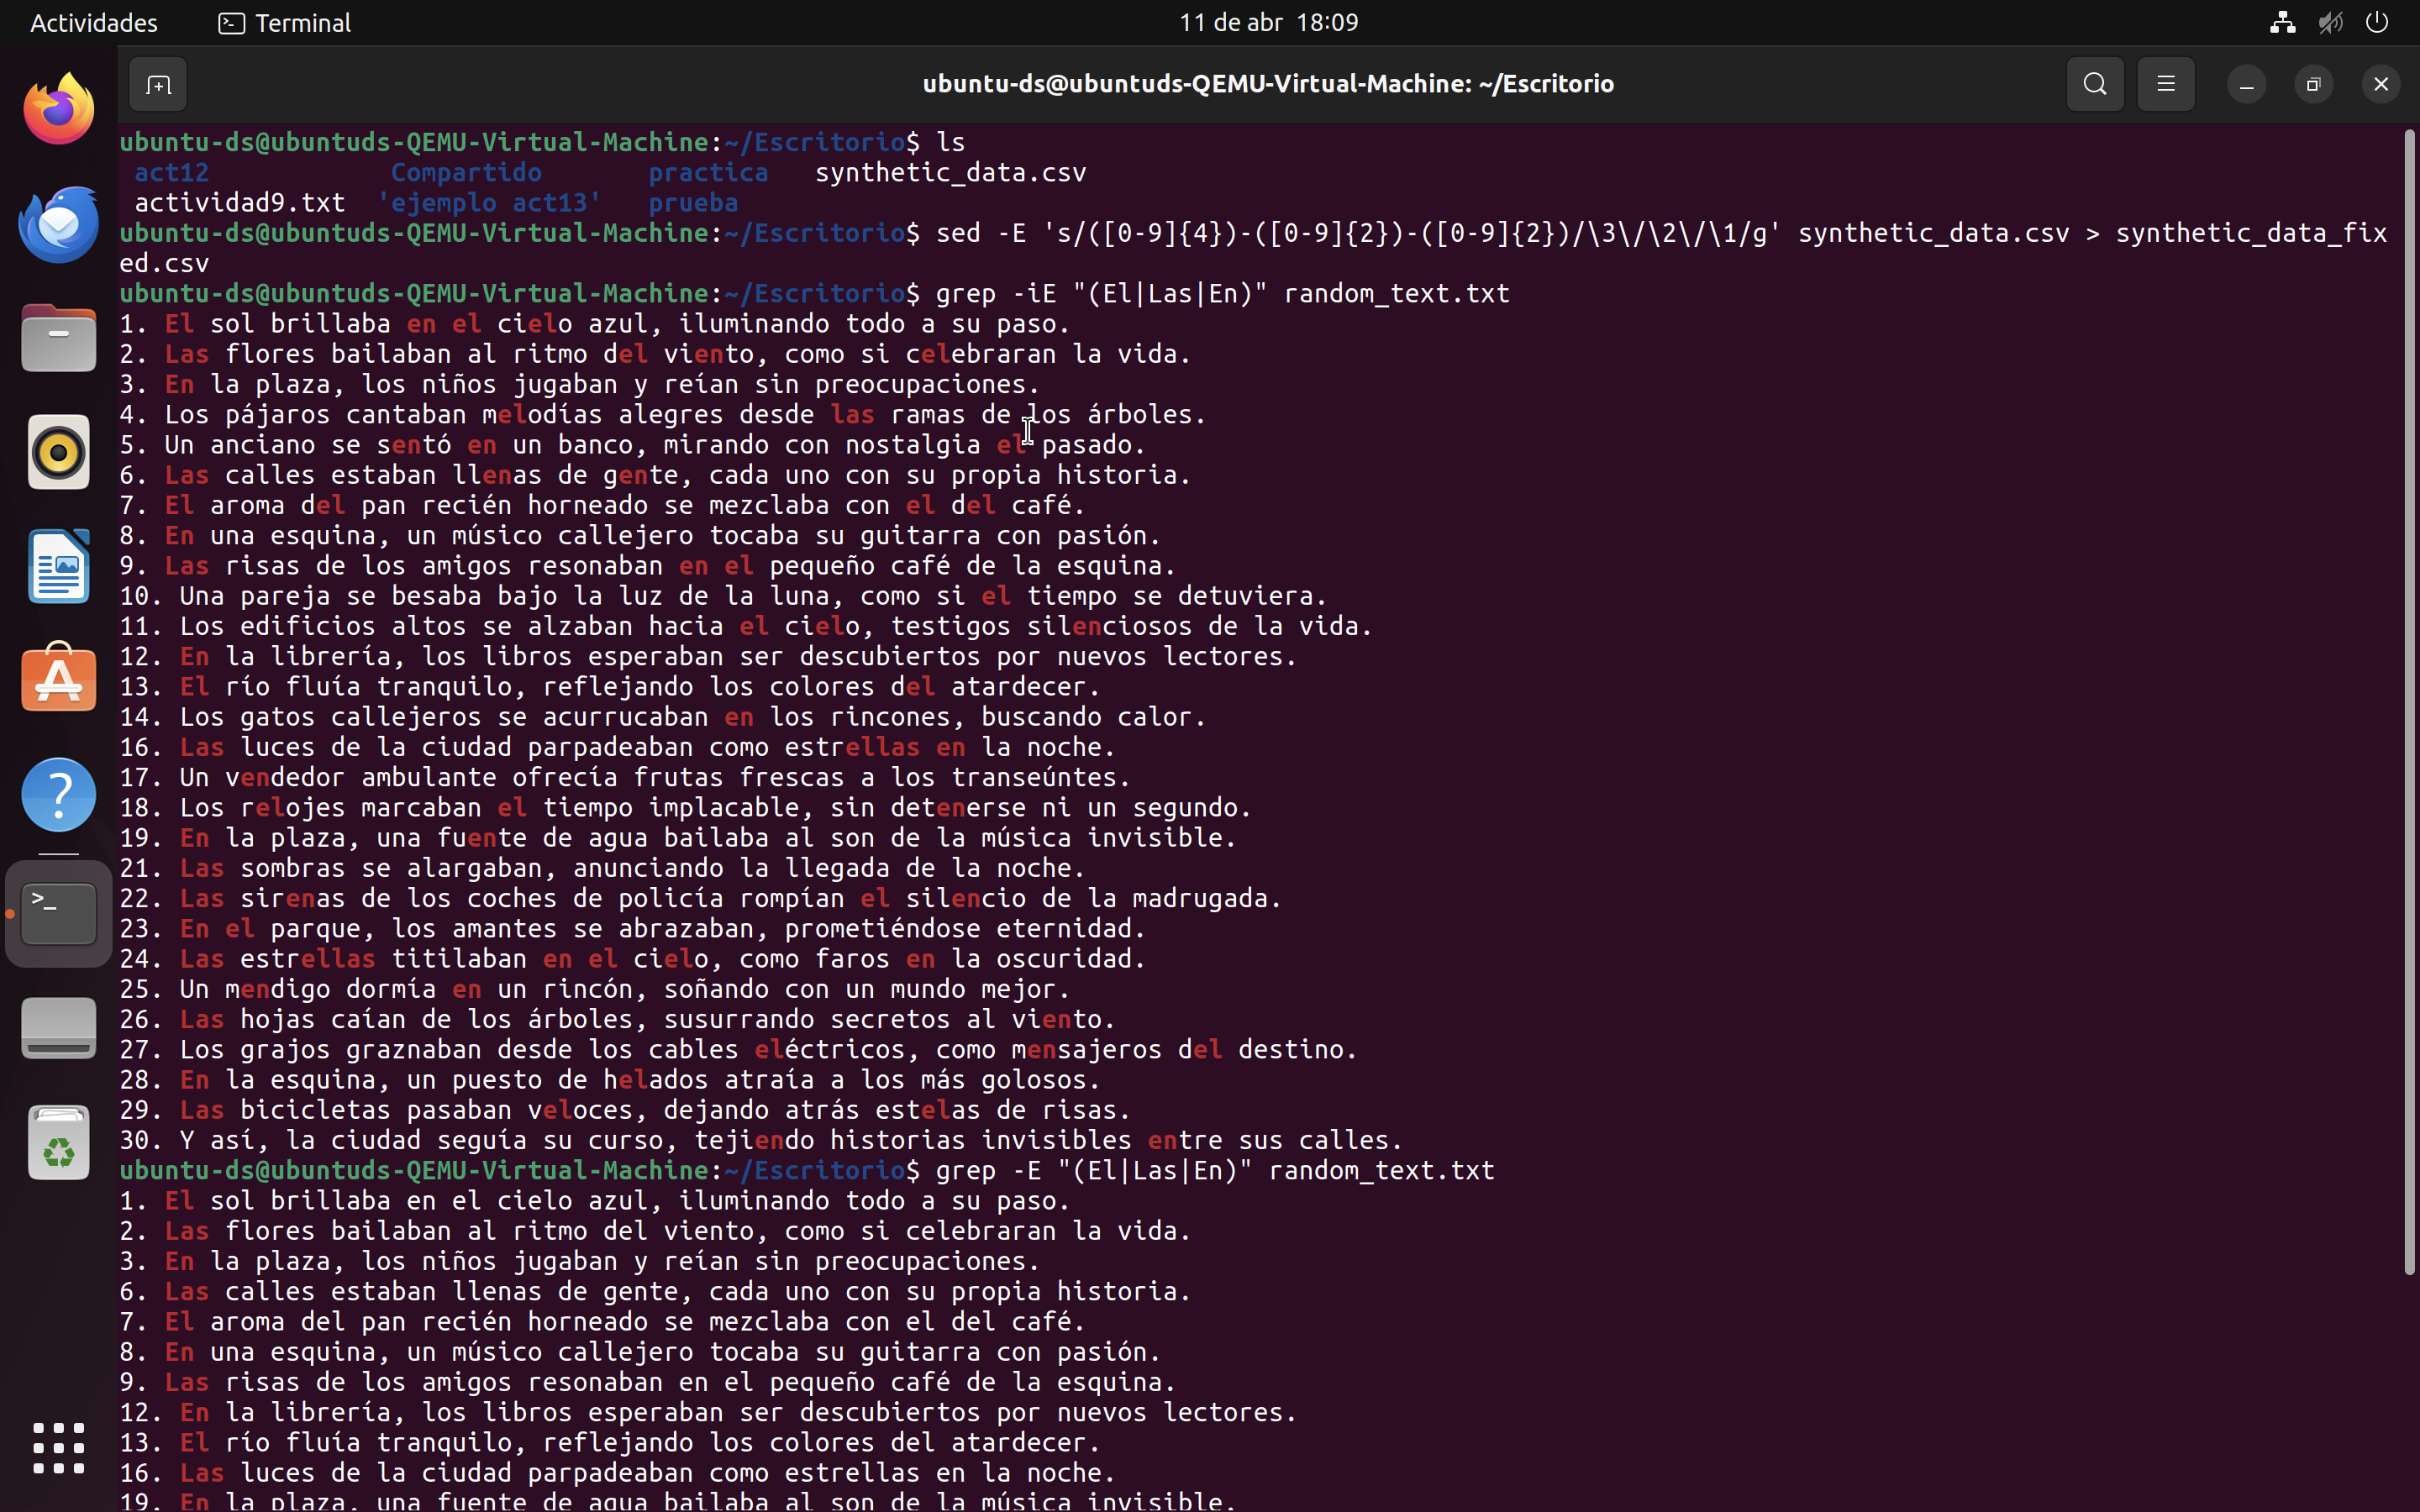 Actividades Terminal 11 de abr 18:09
ubuntu-ds@ubuntuds-QEMU-Virtual-Machine: ~/Escritorio
ubuntu-ds@ubuntuds-QEMU-Virtual-Machine:~/Escritorio$ ls
act12 Compartido practica synthetic_data.csv
actividad9.txt 'ejemplo act13' prueba
ubuntu-ds@ubuntuds-QEMU-Virtual-Machine:~/Escritorio$ sed -E 's/([0-9]{4})-([0-9]{2})-([0-9]{2})/\3\/\2\/\1/g' synthetic_data.csv > synthetic_data_fix
ed.csv
ubuntu-ds@ubuntuds-QEMU-Virtual-Machine:~/Escritorio$ grep -iE "(El|Las|En)" random_text.txt
1. El sol brillaba en el cielo azul, iluminando todo a su paso.
2. Las flores bailaban al ritmo del viento, como si celebraran la vida.
3. En la plaza, los niños jugaban y reían sin preocupaciones.
4. Los pájaros cantaban melodías alegres desde las ramas de los árboles.
5. Un anciano se sentó en un banco, mirando con nostalgia el pasado.
6. Las calles estaban llenas de gente, cada uno con su propia historia.
7. El aroma del pan recién horneado se mezclaba con el del café.
8. En una esquina, un músico callejero tocaba su guitarra con pasión.
9. Las risas de los amigos resonaban en el pequeño café de la esquina.
10. Una pareja se besaba bajo la luz de la luna, como si el tiempo se detuviera.
11. Los edificios altos se alzaban hacia el cielo, testigos silenciosos de la vida.
12. En la librería, los libros esperaban ser descubiertos por nuevos lectores.
13. El río fluía tranquilo, reflejando los colores del atardecer.
14. Los gatos callejeros se acurrucaban en los rincones, buscando calor.
16. Las luces de la ciudad parpadeaban como estrellas en la noche.
17. Un vendedor ambulante ofrecía frutas frescas a los transeúntes.
18. Los relojes marcaban el tiempo implacable, sin detenerse ni un segundo.
19. En la plaza, una fuente de agua bailaba al son de la música invisible.
21. Las sombras se alargaban, anunciando la llegada de la noche.
22. Las sirenas de los coches de policía rompían el silencio de la madrugada.
23. En el parque, los amantes se abrazaban, prometiéndose eternidad.
24. Las estrellas titilaban en el cielo, como faros en la oscuridad.
25. Un mendigo dormía en un rincón, soñando con un mundo mejor.
26. Las hojas caían de los árboles, susurrando secretos al viento.
27. Los grajos graznaban desde los cables eléctricos, como mensajeros del destino.
28. En la esquina, un puesto de helados atraía a los más golosos.
29. Las bicicletas pasaban veloces, dejando atrás estelas de risas.
30. Y así, la ciudad seguía su curso, tejiendo historias invisibles entre sus calles.
ubuntu-ds@ubuntuds-QEMU-Virtual-Machine:~/Escritorio$ grep -E "(El|Las|En)" random_text.txt
1. El sol brillaba en el cielo azul, iluminando todo a su paso.
2. Las flores bailaban al ritmo del viento, como si celebraran la vida.
3. En la plaza, los niños jugaban y reían sin preocupaciones.
6. Las calles estaban llenas de gente, cada uno con su propia historia.
7. El aroma del pan recién horneado se mezclaba con el del café.
8. En una esquina, un músico callejero tocaba su guitarra con pasión.
9. Las risas de los amigos resonaban en el pequeño café de la esquina.
12. En la librería, los libros esperaban ser descubiertos por nuevos lectores.
13. El río fluía tranquilo, reflejando los colores del atardecer.
16. Las luces de la ciudad parpadeaban como estrellas en la noche.
19. En la plaza, una fuente de agua bailaba al son de la música invisible.